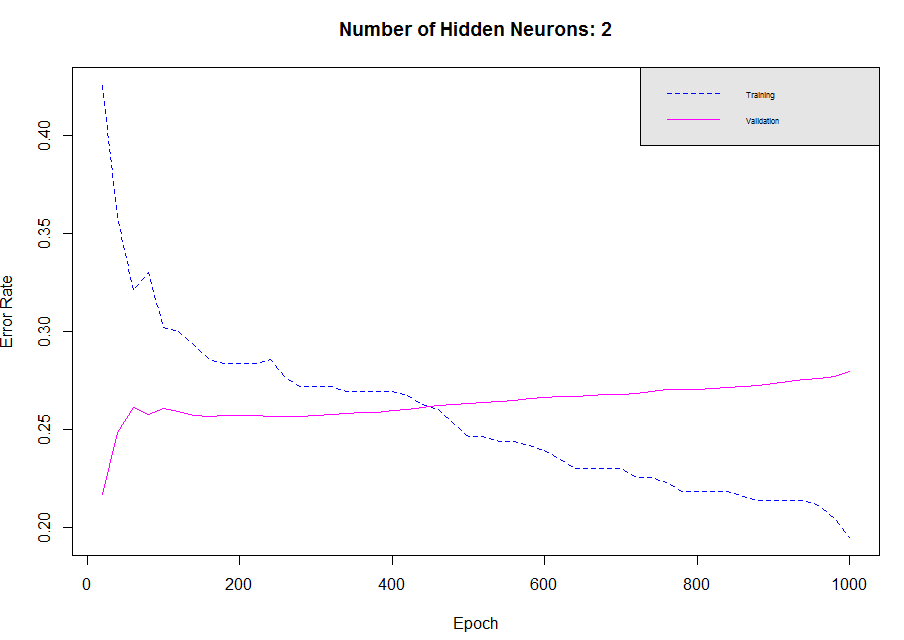 Number of Hidden Neurons: 2
Training
Validation
0.40
0.35
0.30
0.25
0.20
Error Rate
0 200 400 600 800 1000
Epoch